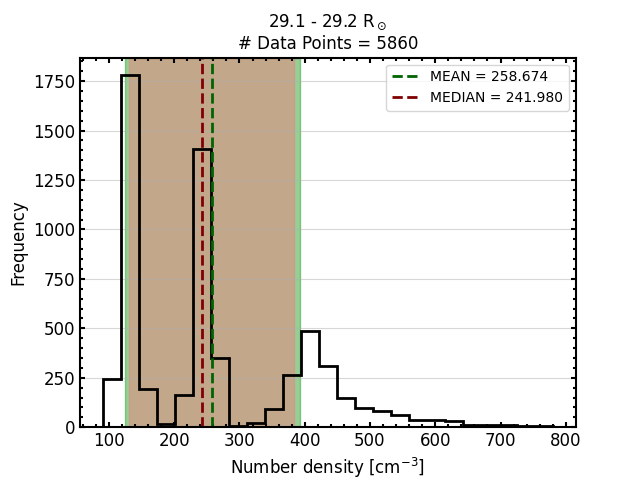 29.1 - 29.2 R⊙
# Data Points = 5860
MEAN = 258.674
MEDIAN = 241.980
Frequency
1750
1500
1250
1000
750
500
250
0
100 200 300 400 500 600 700 800
Number density [cm⁻³]